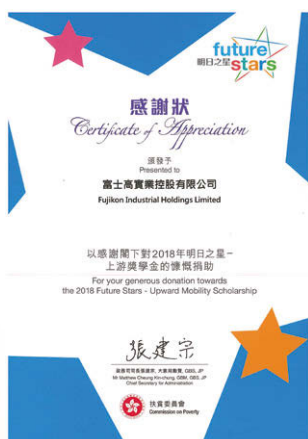 future
明日之星 stars
感謝狀
Certificate of Appreciation
頒發予
Presented to
富士高實業控股有限公司
Fujikon Industrial Holdings Limited
以感謝閣下對2018年明日之星–
上游獎學金的慷慨捐助
For your generous donation towards
the 2018 Future Stars - Upward Mobility Scholarship
張建宗
政務司司長張建宗, 大紫荊勳賢, GBS, JP
Mr Matthew Cheung Kin-chung, GBM, GBS, JP
Chief Secretary for Administration
扶貧委員會
Commission on Poverty